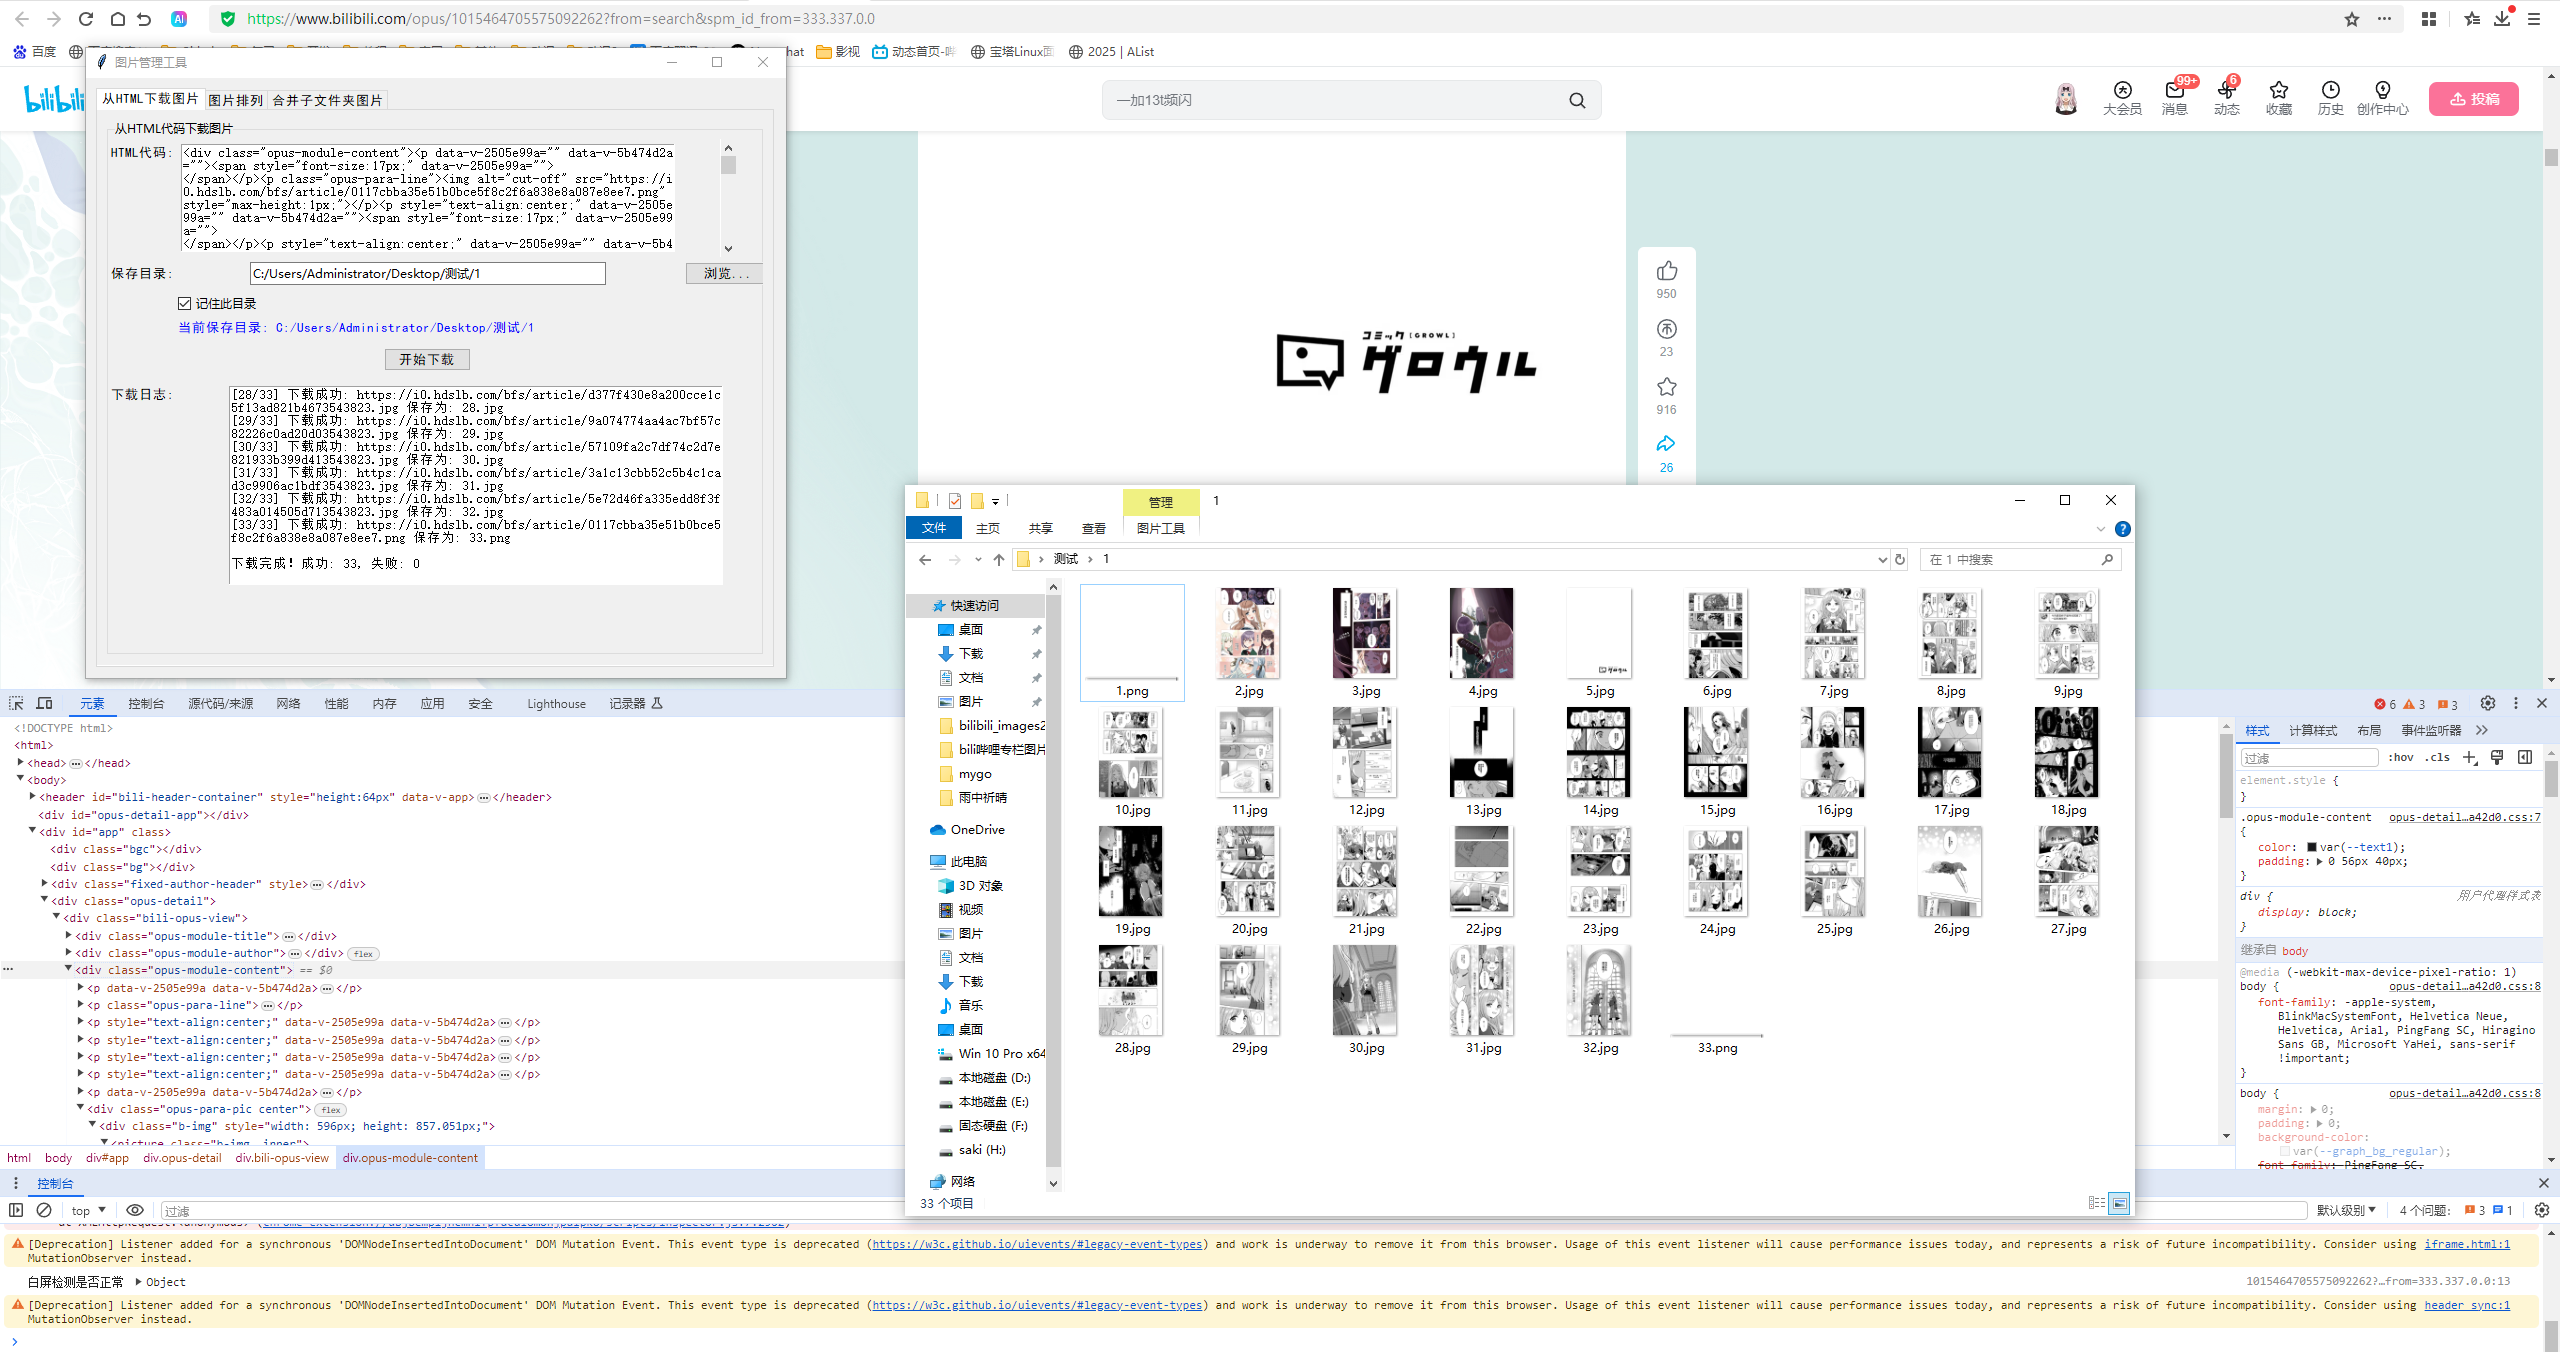 https://www.bilibili.com/opus/1015464705575092262?from=search&spm_id_from=333.337.0.0
百度
hat
影视
动态首页-哔
宝塔Linux面
2025 | AList
图片管理工具
从HTML下载图片 图片排列 合并子文件夹图片
从HTML代码下载图片
HTML代码:
<div class="opus-module-content"><p data-v-2505e99a="" data-v-5b474d2a
=""><span style="font-size:17px;" data-v-2505e99a="">
</span></p><p class="opus-para-line"><img alt="cut-off" src="https://i
0.hdslb.com/bfs/article/0117cbba35e51b0bce5f8c2f6a838e8a087e8ee7.png"
style="max-height:1px;"></p><p style="text-align:center;" data-v-2505e
99a="" data-v-5b474d2a=""><span style="font-size:17px;" data-v-2505e99
a="">
</span></p><p style="text-align:center;" data-v-2505e99a="" data-v-5b4
保存目录:
C:/Users/Administrator/Desktop/测试/1
浏览...
记住此目录
当前保存目录: C:/Users/Administrator/Desktop/测试/1
开始下载
下载日志:
[28/33] 下载成功: https://i0.hdslb.com/bfs/article/d377f430e8a200cce1c
5f13ad821b4673543823.jpg 保存为: 28.jpg
[29/33] 下载成功: https://i0.hdslb.com/bfs/article/9a074774aa4ac7bf57c
82226c0ad20d03543823.jpg 保存为: 29.jpg
[30/33] 下载成功: https://i0.hdslb.com/bfs/article/57109fa2c7df74c2d7e
821933b399d413543823.jpg 保存为: 30.jpg
[31/33] 下载成功: https://i0.hdslb.com/bfs/article/3a1c13cbb52c5b4c1ca
d3c9906ac1bdf3543823.jpg 保存为: 31.jpg
[32/33] 下载成功: https://i0.hdslb.com/bfs/article/5e72d46fa335edd8f3f
483a014505d713543823.jpg 保存为: 32.jpg
[33/33] 下载成功: https://i0.hdslb.com/bfs/article/0117cbba35e51b0bce5
f8c2f6a838e8a087e8ee7.png 保存为: 33.png
下载完成! 成功: 33, 失败: 0
bilibili
一加13t频闪
99+
6
大会员 消息 动态 收藏 历史 创作中心
投稿
コミック[GROWL]
グロウル
950
23
916
26
管理
1
文件 主页 共享 查看 图片工具
测试 › 1
在 1 中搜索
快速访问
桌面
下载
文档
图片
bilibili_images2
bili哔哩专栏图片
mygo
雨中祈晴
OneDrive
此电脑
3D 对象
视频
图片
文档
下载
音乐
桌面
Win 10 Pro x64
本地磁盘 (D:)
本地磁盘 (E:)
固态硬盘 (F:)
saki (H:)
网络
33 个项目
1.png 2.jpg 3.jpg 4.jpg 5.jpg 6.jpg 7.jpg 8.jpg 9.jpg
10.jpg 11.jpg 12.jpg 13.jpg 14.jpg 15.jpg 16.jpg 17.jpg 18.jpg
19.jpg 20.jpg 21.jpg 22.jpg 23.jpg 24.jpg 25.jpg 26.jpg 27.jpg
28.jpg 29.jpg 30.jpg 31.jpg 32.jpg 33.png
元素 控制台 源代码/来源 网络 性能 内存 应用 安全 Lighthouse 记录器
6 3 3
<!DOCTYPE html>
<html>
<head>…</head>
<body>
<header id="bili-header-container" style="height:64px" data-v-app>…</header>
<div id="opus-detail-app"></div>
<div id="app" class>
<div class="bgc"></div>
<div class="bg"></div>
<div class="fixed-author-header" style>…</div>
<div class="opus-detail">
<div class="bili-opus-view">
<div class="opus-module-title">…</div>
<div class="opus-module-author">…</div> flex
<div class="opus-module-content"> == $0
<p data-v-2505e99a data-v-5b474d2a>…</p>
<p class="opus-para-line">…</p>
<p style="text-align:center;" data-v-2505e99a data-v-5b474d2a>…</p>
<p style="text-align:center;" data-v-2505e99a data-v-5b474d2a>…</p>
<p style="text-align:center;" data-v-2505e99a data-v-5b474d2a>…</p>
<p style="text-align:center;" data-v-2505e99a data-v-5b474d2a>…</p>
<p data-v-2505e99a data-v-5b474d2a>…</p>
<div class="opus-para-pic center"> flex
<div class="b-img" style="width: 596px; height: 857.051px;">
<picture class="b-img__inner">
html body div#app div.opus-detail div.bili-opus-view div.opus-module-content
样式 计算样式 布局 事件监听器
过滤
:hov .cls
element.style {
}
.opus-module-content opus-detail…a42d0.css:7
{
color: var(--text1);
padding: 0 56px 40px;
}
div { 用户代理样式表
display: block;
}
继承自 body
@media (-webkit-max-device-pixel-ratio: 1)
body { opus-detail…a42d0.css:8
font-family: -apple-system,
BlinkMacSystemFont, Helvetica Neue,
Helvetica, Arial, PingFang SC, Hiragino
Sans GB, Microsoft YaHei, sans-serif
!important;
}
body { opus-detail…a42d0.css:8
margin: 0;
padding: 0;
background-color:
var(--graph_bg_regular);
font-family: PingFang SC,
控制台
top
过滤
默认级别
4 个问题: 3 1
[Deprecation] Listener added for a synchronous 'DOMNodeInsertedIntoDocument' DOM Mutation Event. This event type is deprecated (https://w3c.github.io/uievents/#legacy-event-types) and work is underway to remove it from this browser. Usage of this event listener will cause performance issues today, and represents a risk of future incompatibility. Consider using iframe.html:1
MutationObserver instead.
白屏检测是否正常 Object 1015464705575092262?…from=333.337.0.0:13
[Deprecation] Listener added for a synchronous 'DOMNodeInsertedIntoDocument' DOM Mutation Event. This event type is deprecated (https://w3c.github.io/uievents/#legacy-event-types) and work is underway to remove it from this browser. Usage of this event listener will cause performance issues today, and represents a risk of future incompatibility. Consider using header sync:1
MutationObserver instead.